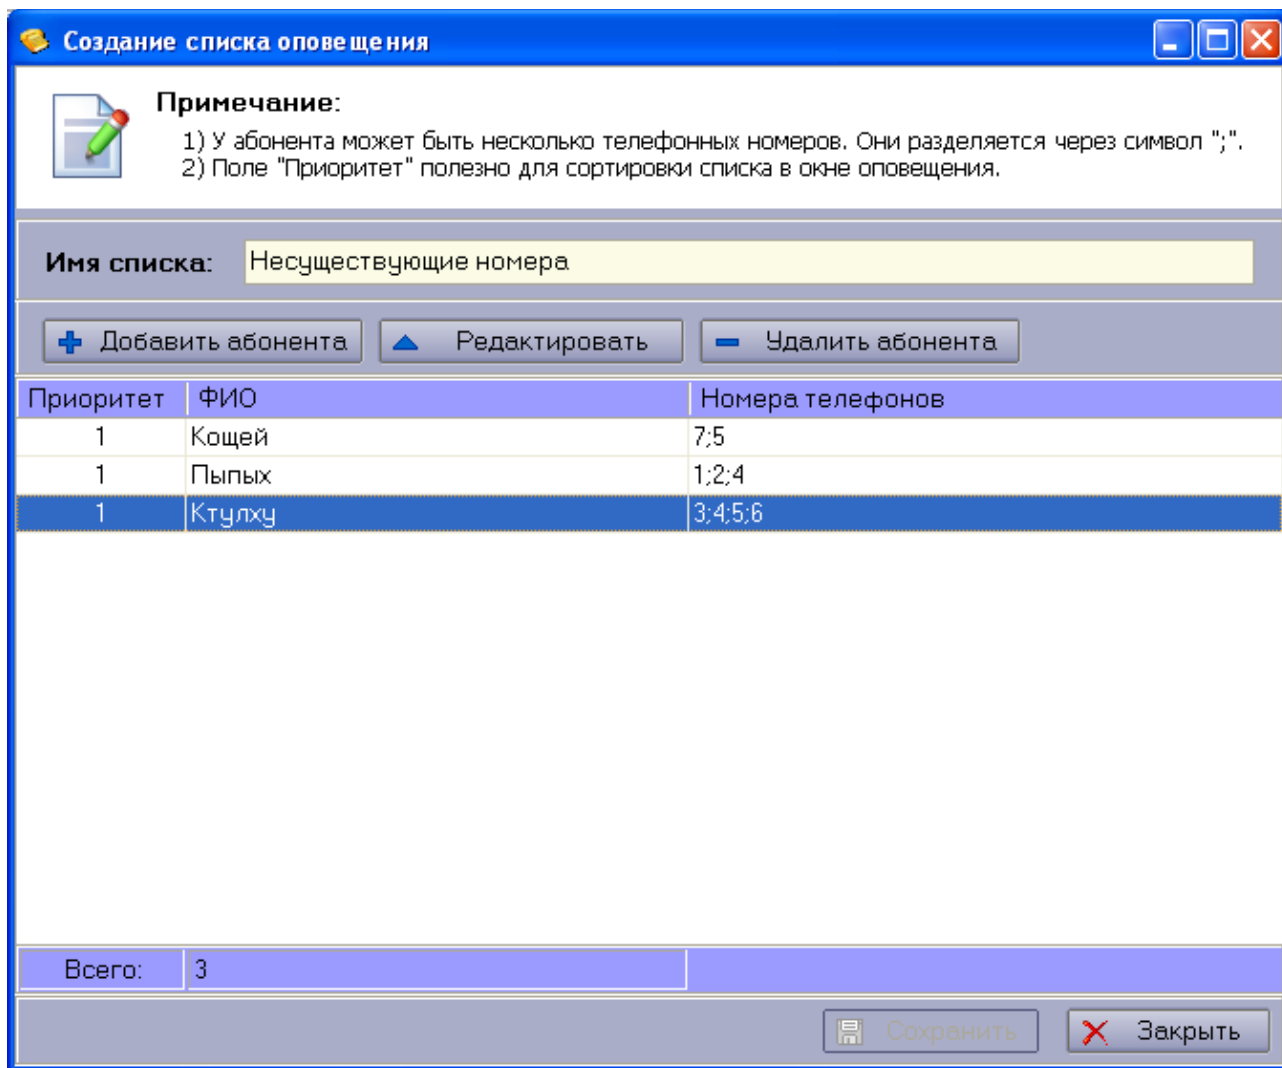 Создание списка оповещения
Примечание:
1) У абонента может быть несколько телефонных номеров. Они разделяется через символ ";".
2) Поле "Приоритет" полезно для сортировки списка в окне оповещения.
Имя списка: Несуществующие номера
Добавить абонента Редактировать Удалить абонента
Приоритет ФИО Номера телефонов
1 Кощей 7;5
1 Пыпых 1;2;4
1 Ктулху 3;4;5;6
Всего: 3
Сохранить Закрыть